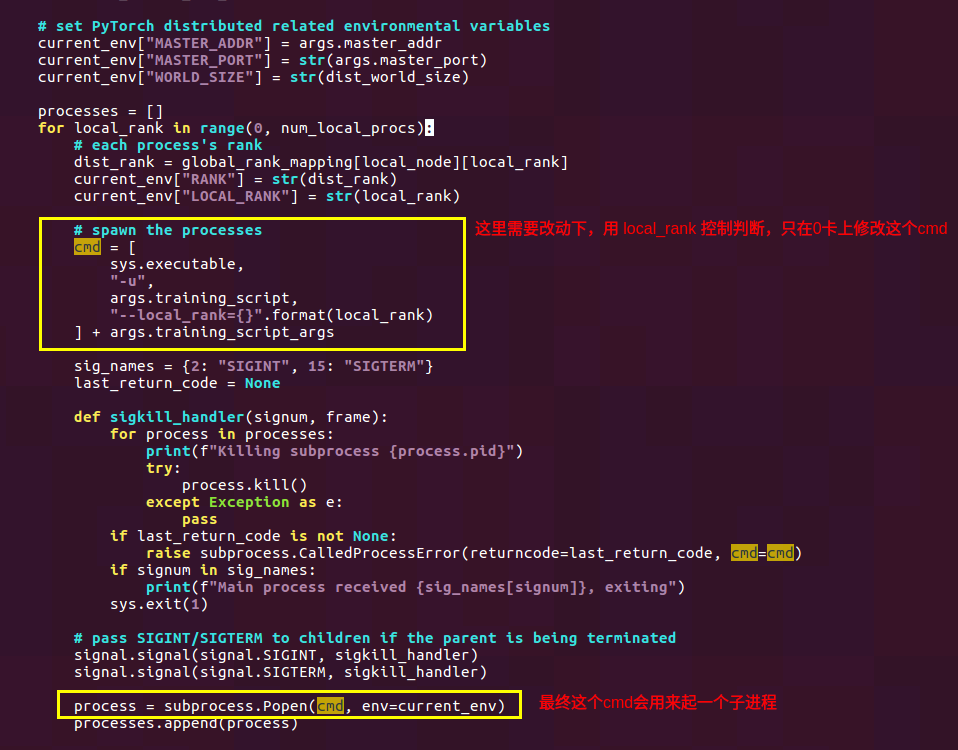 # set PyTorch distributed related environmental variables
current_env["MASTER_ADDR"] = args.master_addr
current_env["MASTER_PORT"] = str(args.master_port)
current_env["WORLD_SIZE"] = str(dist_world_size)
processes = []
for local_rank in range(0, num_local_procs):
# each process's rank
dist_rank = global_rank_mapping[local_node][local_rank]
current_env["RANK"] = str(dist_rank)
current_env["LOCAL_RANK"] = str(local_rank)
# spawn the processes 这里需要改动下，用 local_rank 控制判断，只在0卡上修改这个cmd
cmd = [
sys.executable,
"-u",
args.training_script,
"--local_rank={}".format(local_rank)
] + args.training_script_args
sig_names = {2: "SIGINT", 15: "SIGTERM"}
last_return_code = None
def sigkill_handler(signum, frame):
for process in processes:
print(f"Killing subprocess {process.pid}")
try:
process.kill()
except Exception as e:
pass
if last_return_code is not None:
raise subprocess.CalledProcessError(returncode=last_return_code, cmd=cmd)
if signum in sig_names:
print(f"Main process received {sig_names[signum]}, exiting")
sys.exit(1)
# pass SIGINT/SIGTERM to children if the parent is being terminated
signal.signal(signal.SIGINT, sigkill_handler)
signal.signal(signal.SIGTERM, sigkill_handler)
process = subprocess.Popen(cmd, env=current_env) 最终这个cmd会用来起一个子进程
processes.append(process)